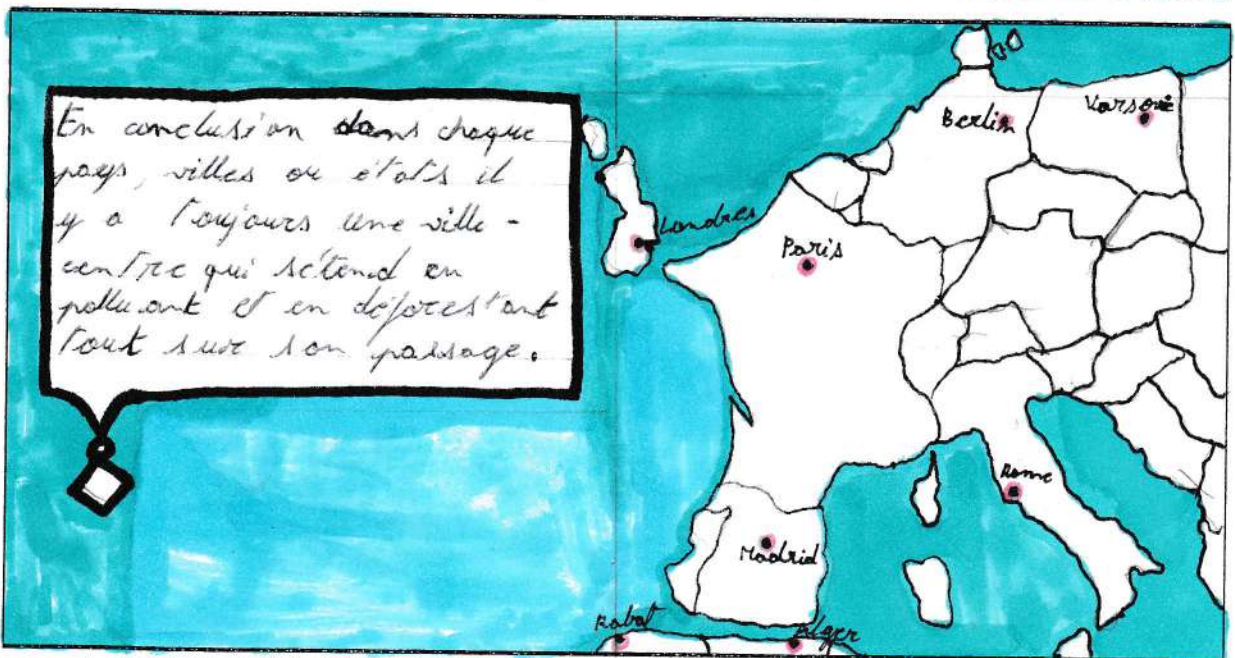 En conclusion dans chaque
pays, villes ou états il
y a toujours une ville-
centre qui s'étend en
polluant et en déforestant
tout sur son passage.
Berlin
Varsovie
Londres
Paris
Rome
Madrid
Rabat
Alger